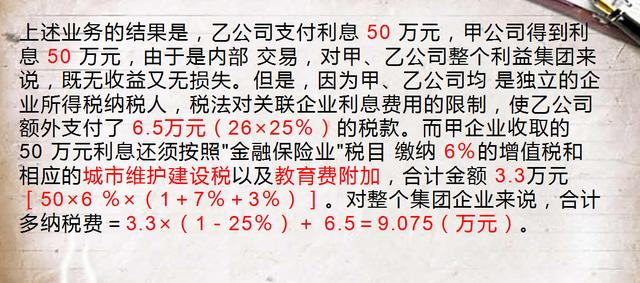 上述业务的结果是，乙公司支付利息 50 万元，甲公司得到利
息 50 万元，由于是内部 交易，对甲、乙公司整个利益集团来
说，既无收益又无损失。但是，因为甲、乙公司均 是独立的企
业所得税纳税人，税法对关联企业利息费用的限制，使乙公司
额外支付了 6.5万元（26×25%）的税款。而甲企业收取的
50 万元利息还须按照"金融保险业"税目 缴纳 6%的增值税和
相应的城市维护建设税以及教育费附加，合计金额 3.3万元
［50×6 %×（1＋7%＋3%）］。对整个集团企业来说，合计
多纳税费＝3.3×（1－25%）＋ 6.5＝9.075（万元）。